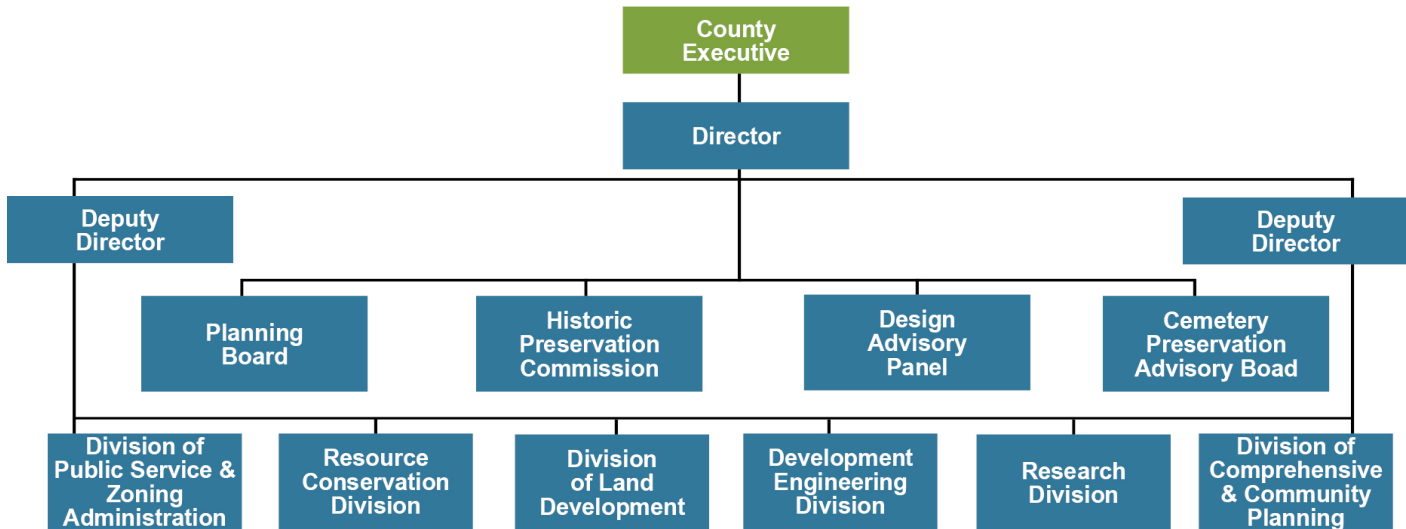 County
Executive
Director
Deputy
Director
Deputy
Director
Planning
Board
Historic
Preservation
Commission
Design
Advisory
Panel
Cemetery
Preservation
Advisory Boad
Division of
Public Service &
Zoning
Administration
Resource
Conservation
Division
Division
of Land
Development
Development
Engineering
Division
Research
Division
Division of
Comprehensive
& Community
Planning